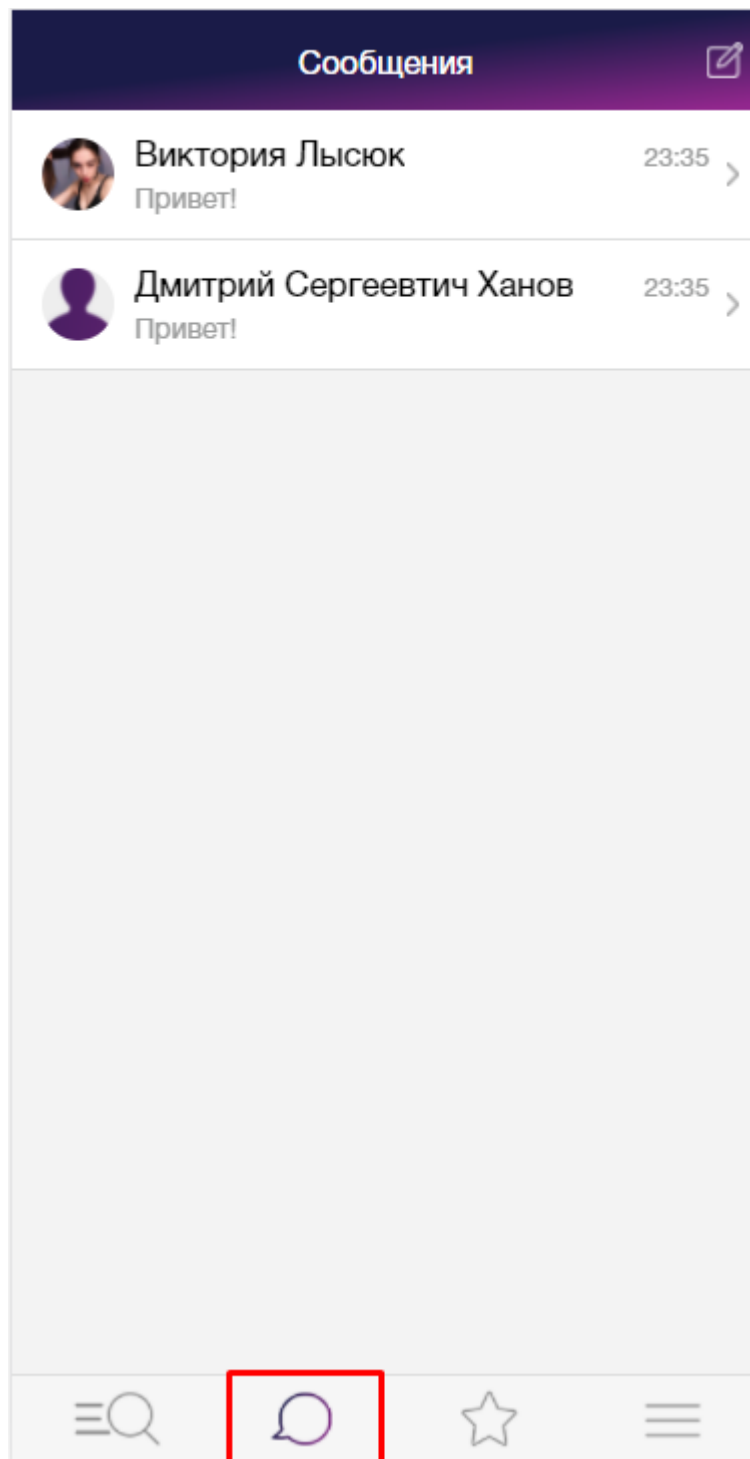 Сообщения
Виктория Лысюк
23:35
Привет!
Дмитрий Сергеевтич Ханов
23:35
Привет!